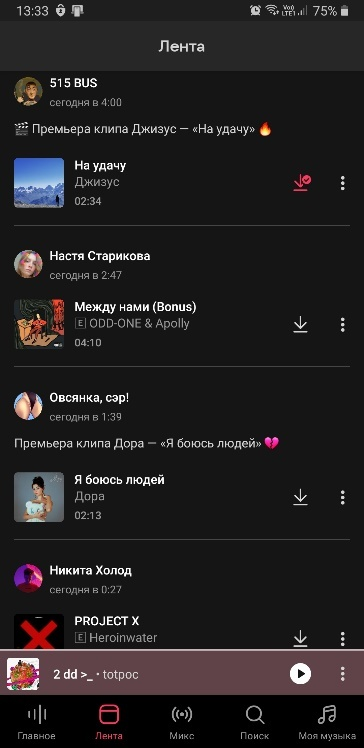 13:33
Vo))
LTE1
75%
Лента
515 BUS
сегодня в 4:00
🎬 Премьера клипа Джизус — «На удачу» 🔥
На удачу
Джизус
02:34
Настя Старикова
сегодня в 2:47
Между нами (Bonus)
E ODD-ONE & Apolly
04:10
Овсянка, сэр!
сегодня в 1:39
Премьера клипа Дора — «Я боюсь людей» 💔
Я боюсь людей
Дора
02:13
Никита Холод
сегодня в 0:27
PROJECT X
E Heroinwater
2 dd >_ • totpoc
Главное
Лента
Микс
Поиск
Моя музыка